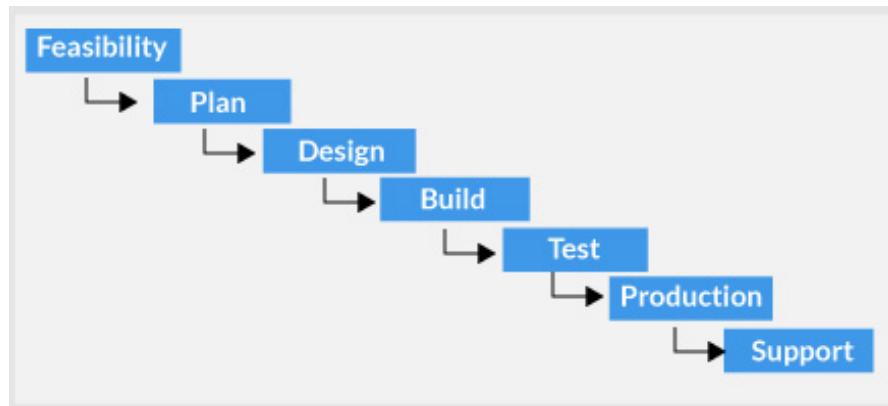 Feasibility
Plan
Design
Build
Test
Production
Support